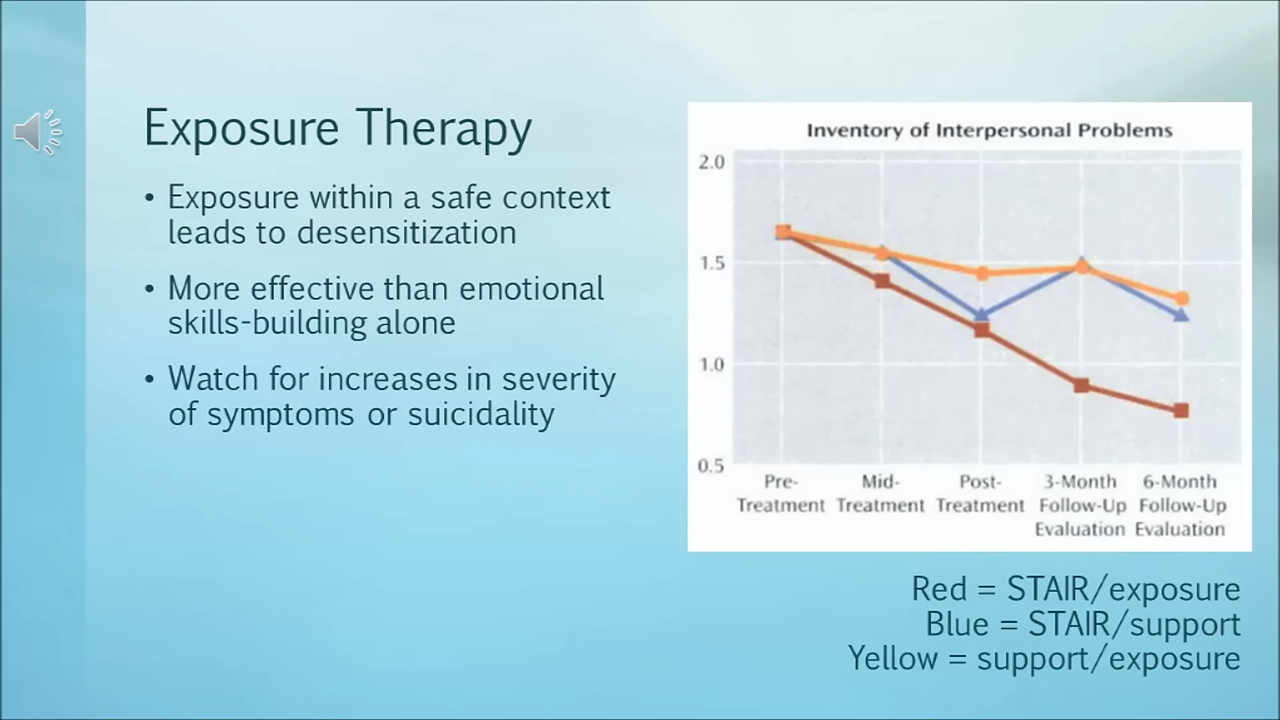 Exposure Therapy
• Exposure within a safe context
leads to desensitization
• More effective than emotional
skills-building alone
• Watch for increases in severity
of symptoms or suicidality
Inventory of Interpersonal Problems
2.0
1.5
1.0
0.5
Pre-
Treatment
Mid-
Treatment
Post-
Treatment
3-Month
Follow-Up
Evaluation
6-Month
Follow-Up
Evaluation
Red = STAIR/exposure
Blue = STAIR/support
Yellow = support/exposure